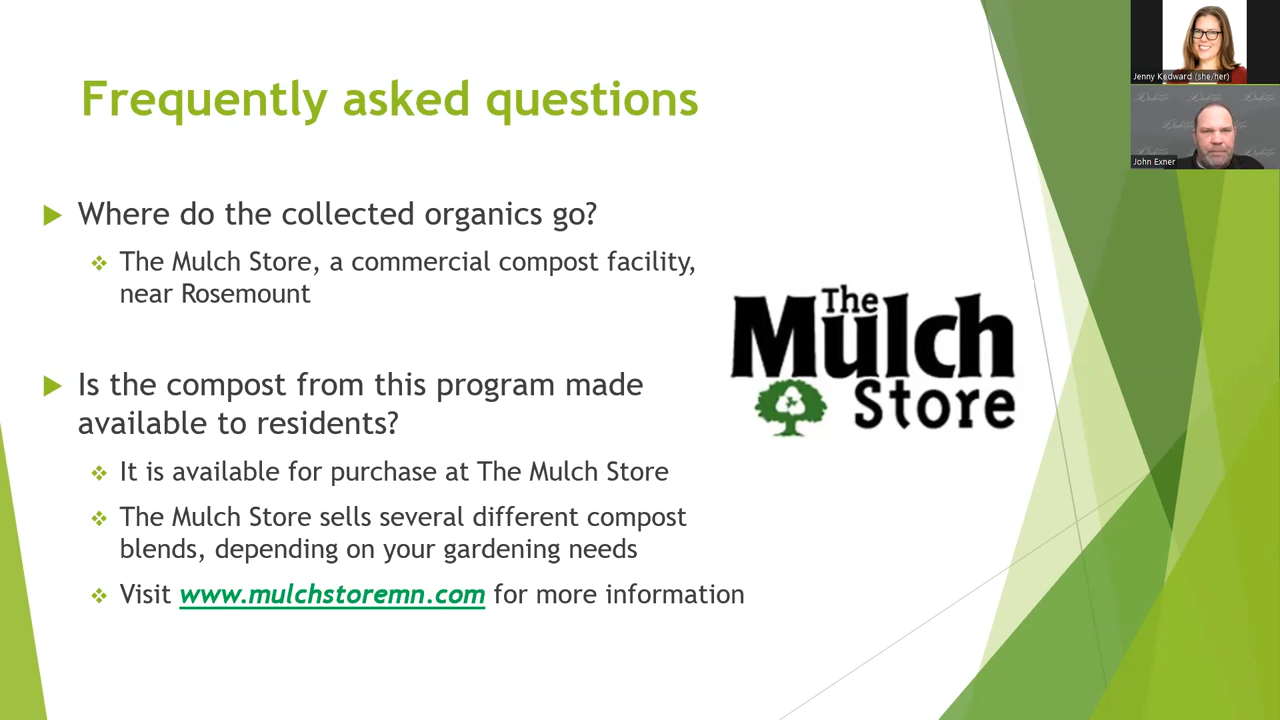 Frequently asked questions
Where do the collected organics go?
The Mulch Store, a commercial compost facility,
near Rosemount
Is the compost from this program made
available to residents?
It is available for purchase at The Mulch Store
The Mulch Store sells several different compost
blends, depending on your gardening needs
Visit www.mulchstoremn.com for more information
The
Mulch
Store
Jenny Kedward (she/her)
John Exner